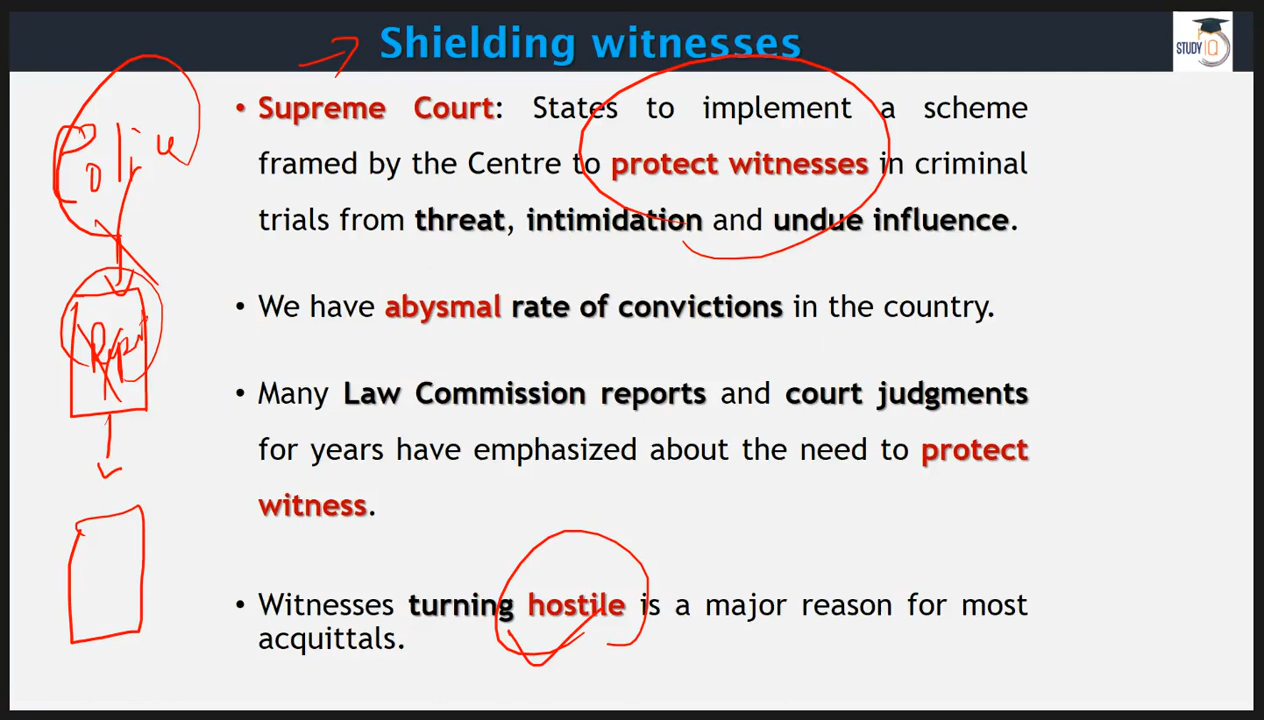 Shielding witnesses
STUDY IQ
• Supreme Court: States to implement a scheme
framed by the Centre to protect witnesses in criminal
trials from threat, intimidation and undue influence.
• We have abysmal rate of convictions in the country.
• Many Law Commission reports and court judgments
for years have emphasized about the need to protect
witness.
• Witnesses turning hostile is a major reason for most
acquittals.
Police